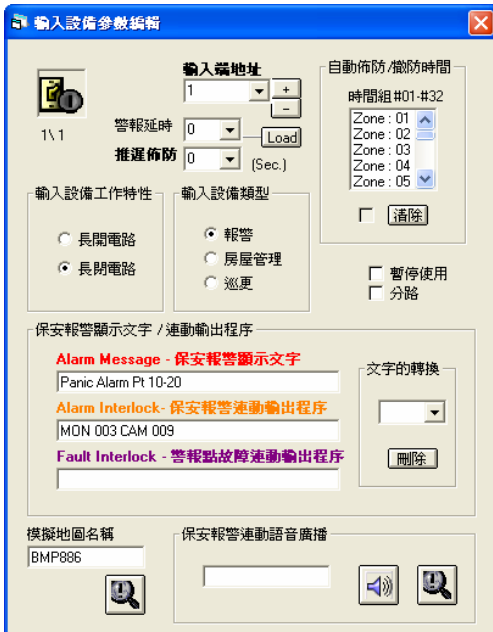 輸入設備參數編輯
輸入端地址
1
+
-
1\1
警報延時 0
Load
推遲佈防 0
(Sec.)
自動佈防/撤防時間
時間組#01-#32
Zone : 01
Zone : 02
Zone : 03
Zone : 04
Zone : 05
清除
輸入設備工作特性
長開電路
長閉電路
輸入設備類型
報警
房屋管理
巡更
暫停使用
分路
保安報警顯示文字 / 連動輸出程序
Alarm Message - 保安報警顯示文字
Panic Alarm Pt 10-20
Alarm Interlock- 保安報警連動輸出程序
MON 003 CAM 009
Fault Interlock - 警報點故障連動輸出程序
文字的轉換
刪除
模擬地圖名稱
BMP886
保安報警連動語音廣播